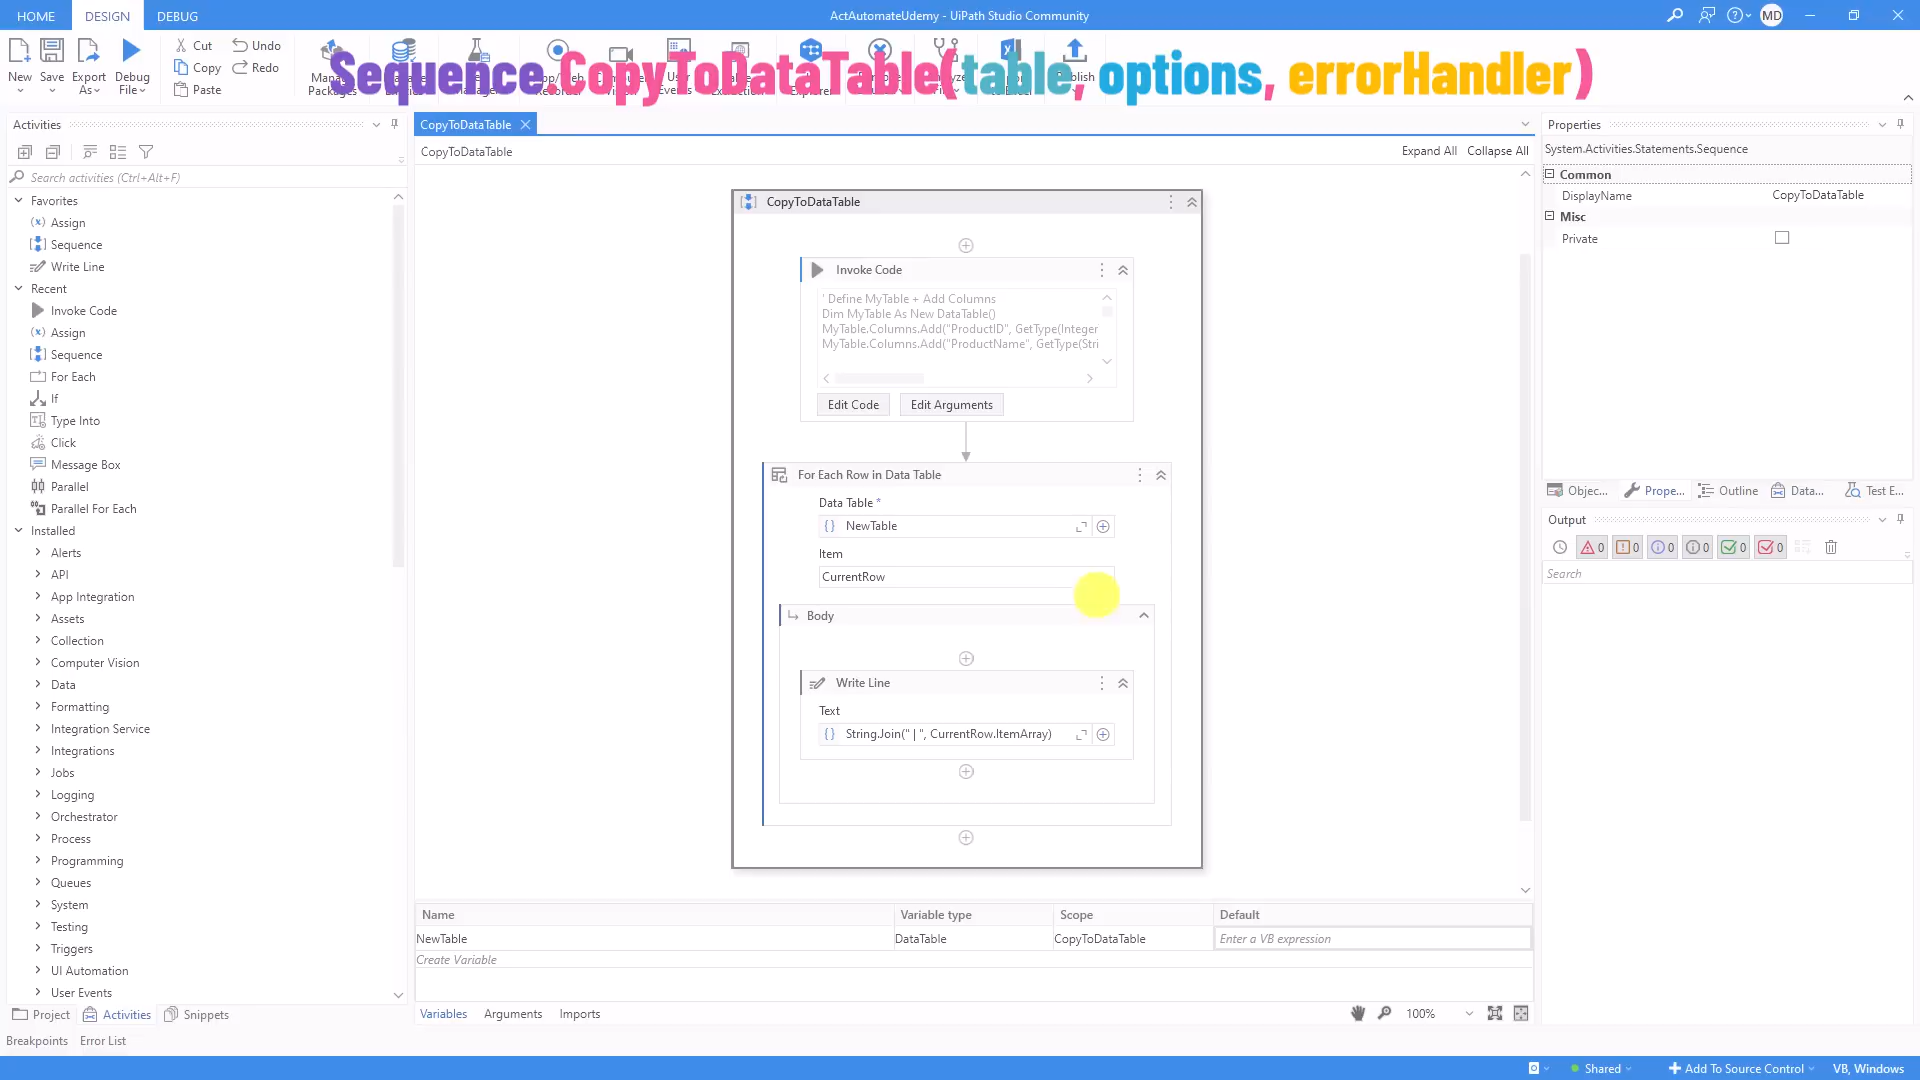 HOME
DESIGN
DEBUG
ActAutomateUdemy - UiPath Studio Community
MD
New
Save
Export As
Debug File
Cut
Copy
Paste
Undo
Redo
Sequence CopyToDataTable(table, options, errorHandler)
Activities
Search activities (Ctrl+Alt+F)
Favorites
Assign
Sequence
Write Line
Recent
Invoke Code
Assign
Sequence
For Each
If
Type Into
Click
Message Box
Parallel
Parallel For Each
Installed
Alerts
API
App Integration
Assets
Collection
Computer Vision
Data
Formatting
Integration Service
Integrations
Jobs
Logging
Orchestrator
Process
Programming
Queues
System
Testing
Triggers
UI Automation
User Events
Project
Activities
Snippets
Breakpoints
Error List
CopyToDataTable
CopyToDataTable
Expand All
Collapse All
CopyToDataTable
Invoke Code
' Define MyTable + Add Columns
Dim MyTable As New DataTable()
MyTable.Columns.Add("ProductID", GetType(Integer
MyTable.Columns.Add("ProductName", GetType(Stri
Edit Code
Edit Arguments
For Each Row in Data Table
Data Table *
NewTable
Item
CurrentRow
Body
Write Line
Text
String.Join(" | ", CurrentRow.ItemArray)
Name
Variable type
Scope
Default
NewTable
DataTable
CopyToDataTable
Enter a VB expression
Create Variable
Variables
Arguments
Imports
100%
Properties
System.Activities.Statements.Sequence
Common
DisplayName
CopyToDataTable
Misc
Private
Objec...
Prope...
Outline
Data...
Test E...
Output
0
0
0
0
0
0
Search
Shared
Add To Source Control
VB, Windows